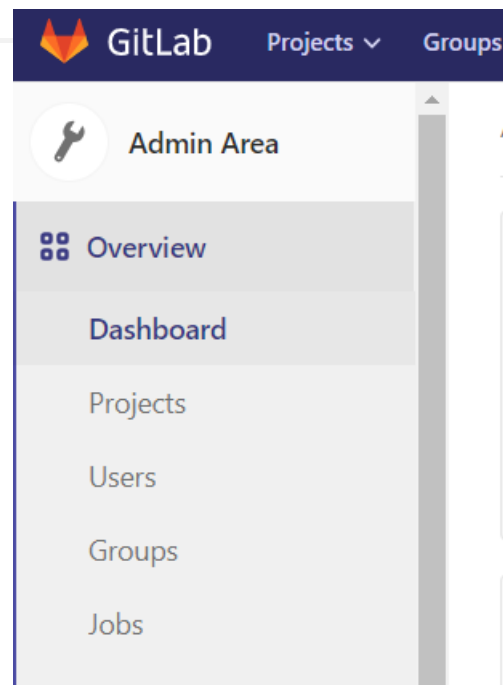 GitLab Projects Groups
Admin Area
Overview
Dashboard
Projects
Users
Groups
Jobs